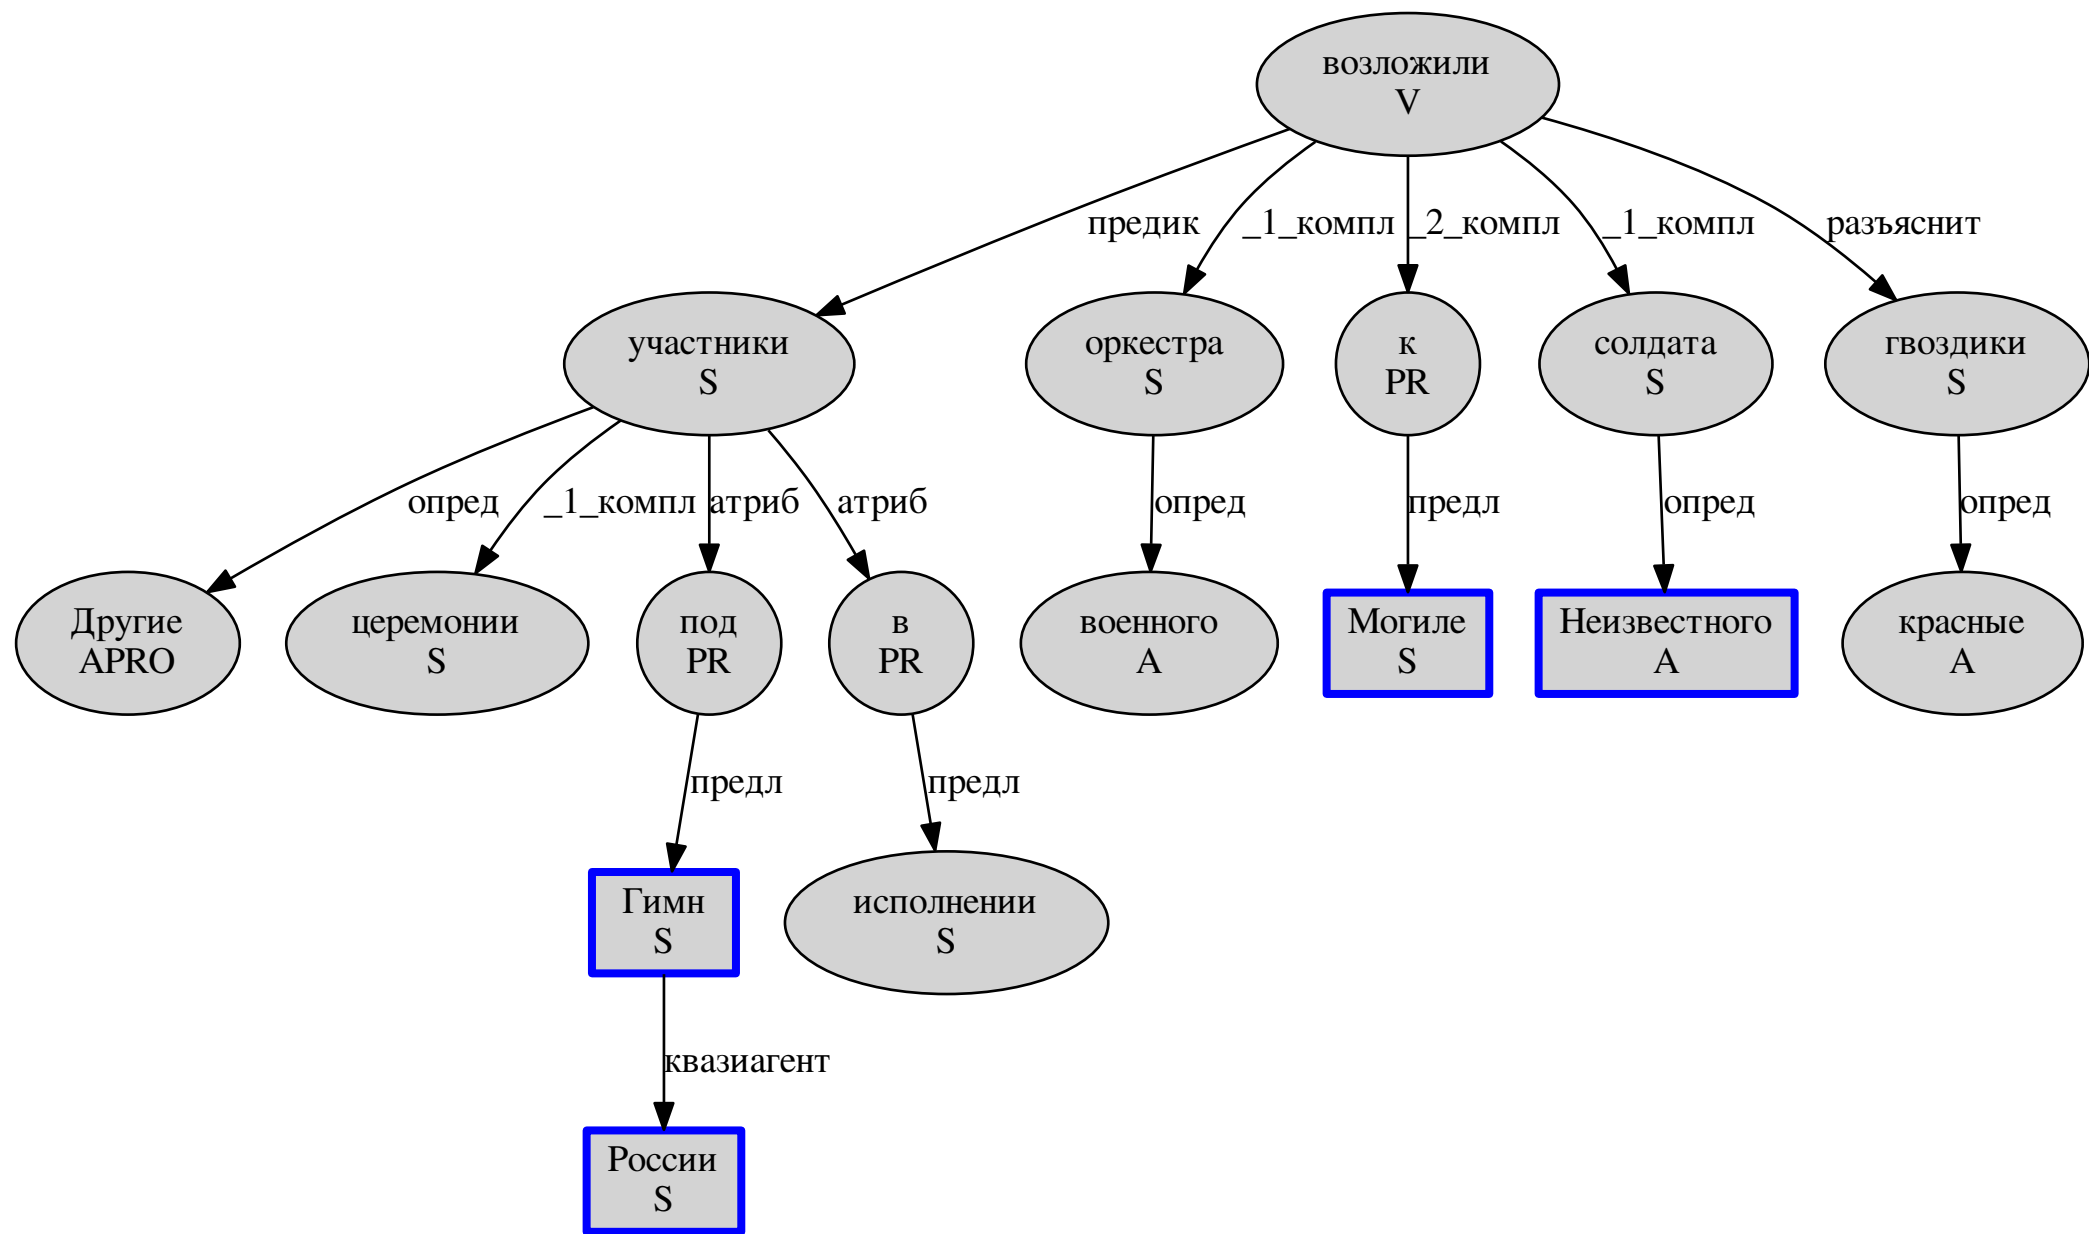 возложили
V
предик
_1_компл
_2_компл
_1_компл
разъяснит
участники
S
оркестра
S
к
PR
солдата
S
гвоздики
S
опред
_1_компл
атриб
атриб
опред
предл
опред
опред
Другие
APRO
церемонии
S
под
PR
в
PR
военного
A
Могиле
S
Неизвестного
A
красные
A
предл
предл
Гимн
S
исполнении
S
квазиагент
России
S